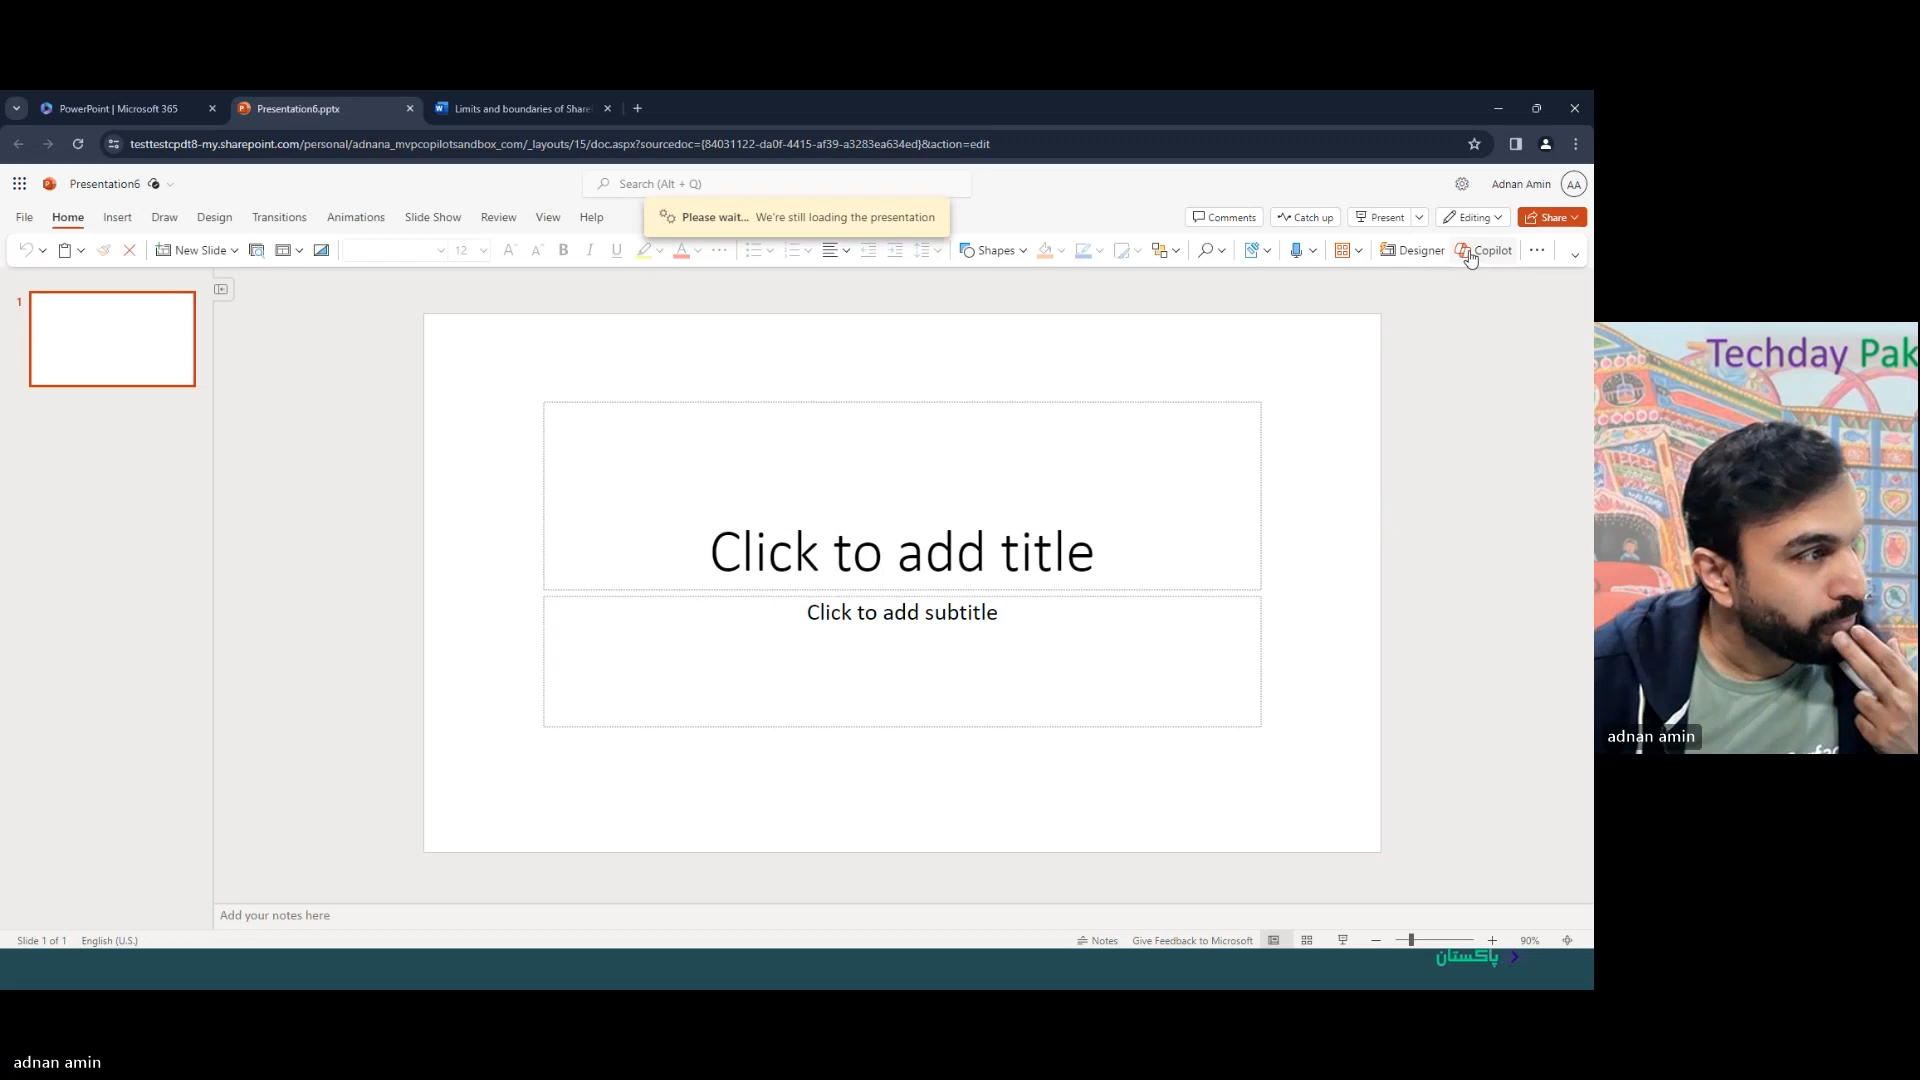 PowerPoint | Microsoft 365
Presentation6.pptx
Limits and boundaries of Share
testtestcpdt8-my.sharepoint.com/personal/adnana_mvpcopilotsandbox_com/_layouts/15/doc.aspx?sourcedoc={84031122-da0f-4415-af39-a3283ea634ed}&action=edit
Presentation6
Search (Alt + Q)
Adnan Amin
AA
File
Home
Insert
Draw
Design
Transitions
Animations
Slide Show
Review
View
Help
Please wait... We're still loading the presentation
Comments
Catch up
Present
Editing
Share
New Slide
12
B
I
U
Shapes
Designer
Copilot
1
Click to add title
Click to add subtitle
Techday Pak
adnan amin
Add your notes here
Slide 1 of 1
English (U.S.)
Notes
Give Feedback to Microsoft
90%
پاکستان
adnan amin